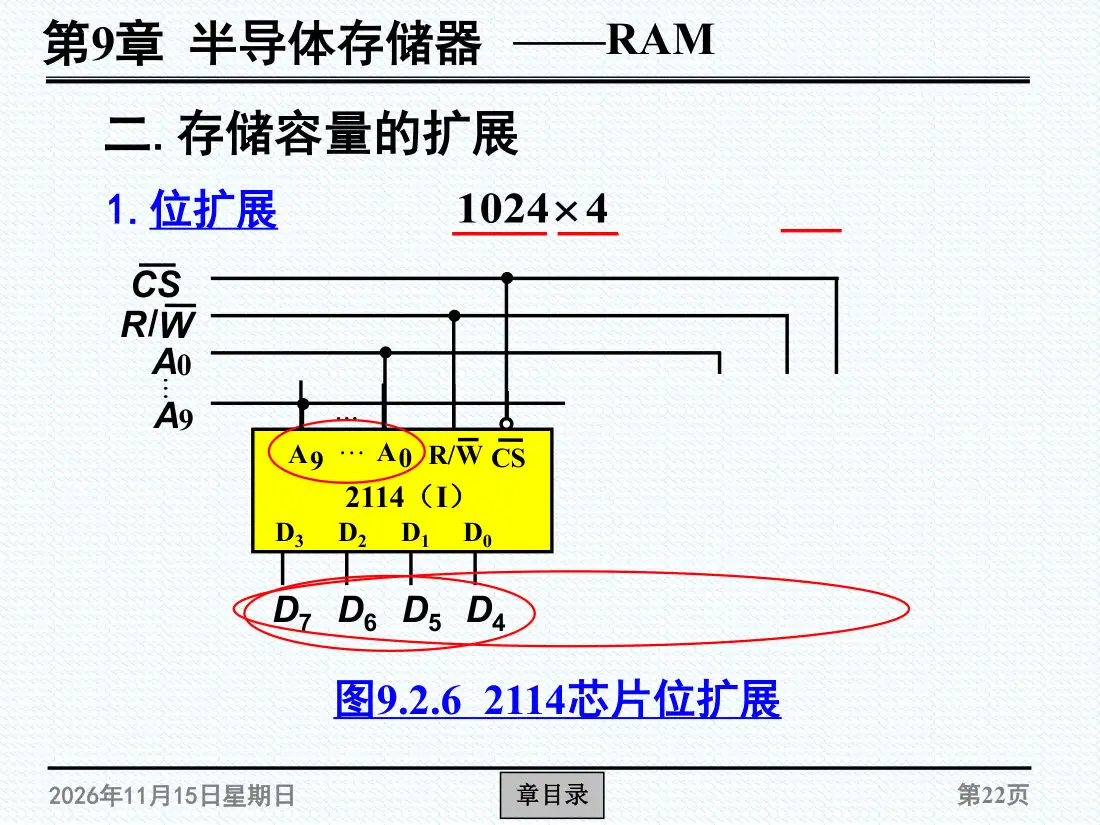 第9章 半导体存储器 ——RAM
二.存储容量的扩展
1.位扩展 1024×4
CS
R/W
A0
⋮
A9
…
A9 … A0 R/W CS
2114（I）
D3 D2 D1 D0
D7 D6 D5 D4
图9.2.6 2114芯片位扩展
2026年11月15日星期日 章目录 第22页